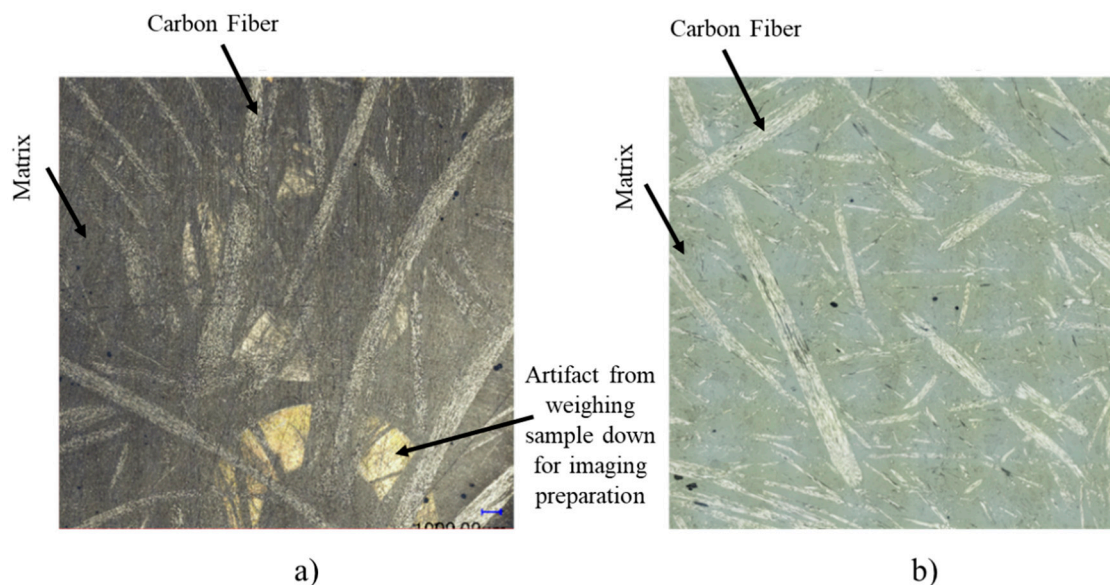 Carbon Fiber
Carbon Fiber
Matrix
Matrix
Artifact from
weighing
sample down
for imaging
preparation
a)
b)